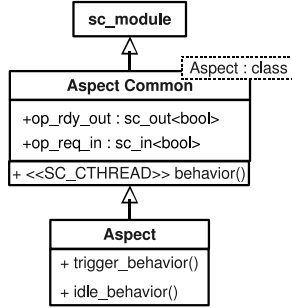 sc_module
Aspect : class
Aspect Common
+op_rdy_out : sc_out<bool>
+op_req_in : sc_in<bool>
+ <<SC_CTHREAD>> behavior()
Aspect
+ trigger_behavior()
+ idle_behavior()